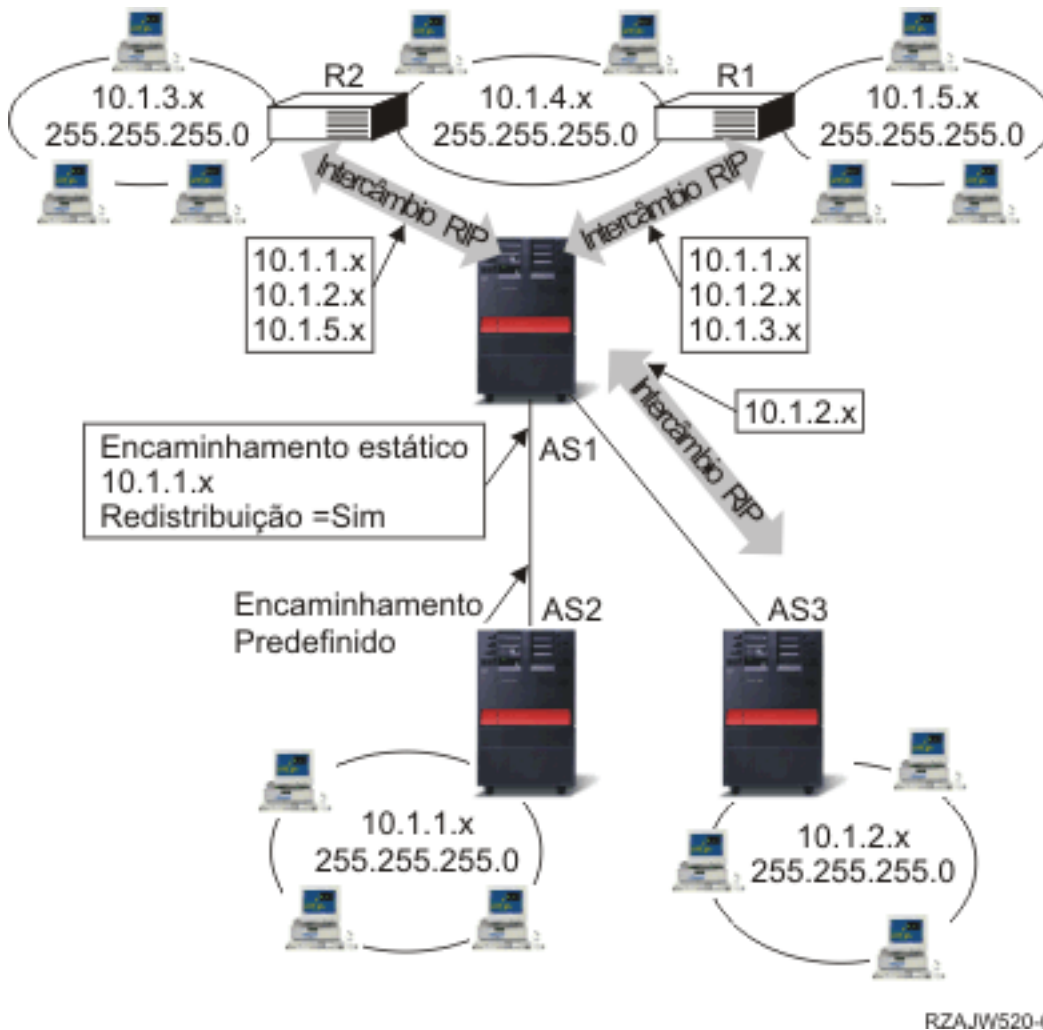 R2
R1
10.1.3.x
255.255.255.0
10.1.4.x
255.255.255.0
10.1.5.x
255.255.255.0
Intercâmbio RIP
Intercâmbio RIP
10.1.1.x
10.1.2.x
10.1.5.x
10.1.1.x
10.1.2.x
10.1.3.x
Intercâmbio RIP
10.1.2.x
Encaminhamento estático
10.1.1.x
Redistribuição =Sim
AS1
Encaminhamento
Predefinido
AS2
AS3
10.1.1.x
255.255.255.0
10.1.2.x
255.255.255.0